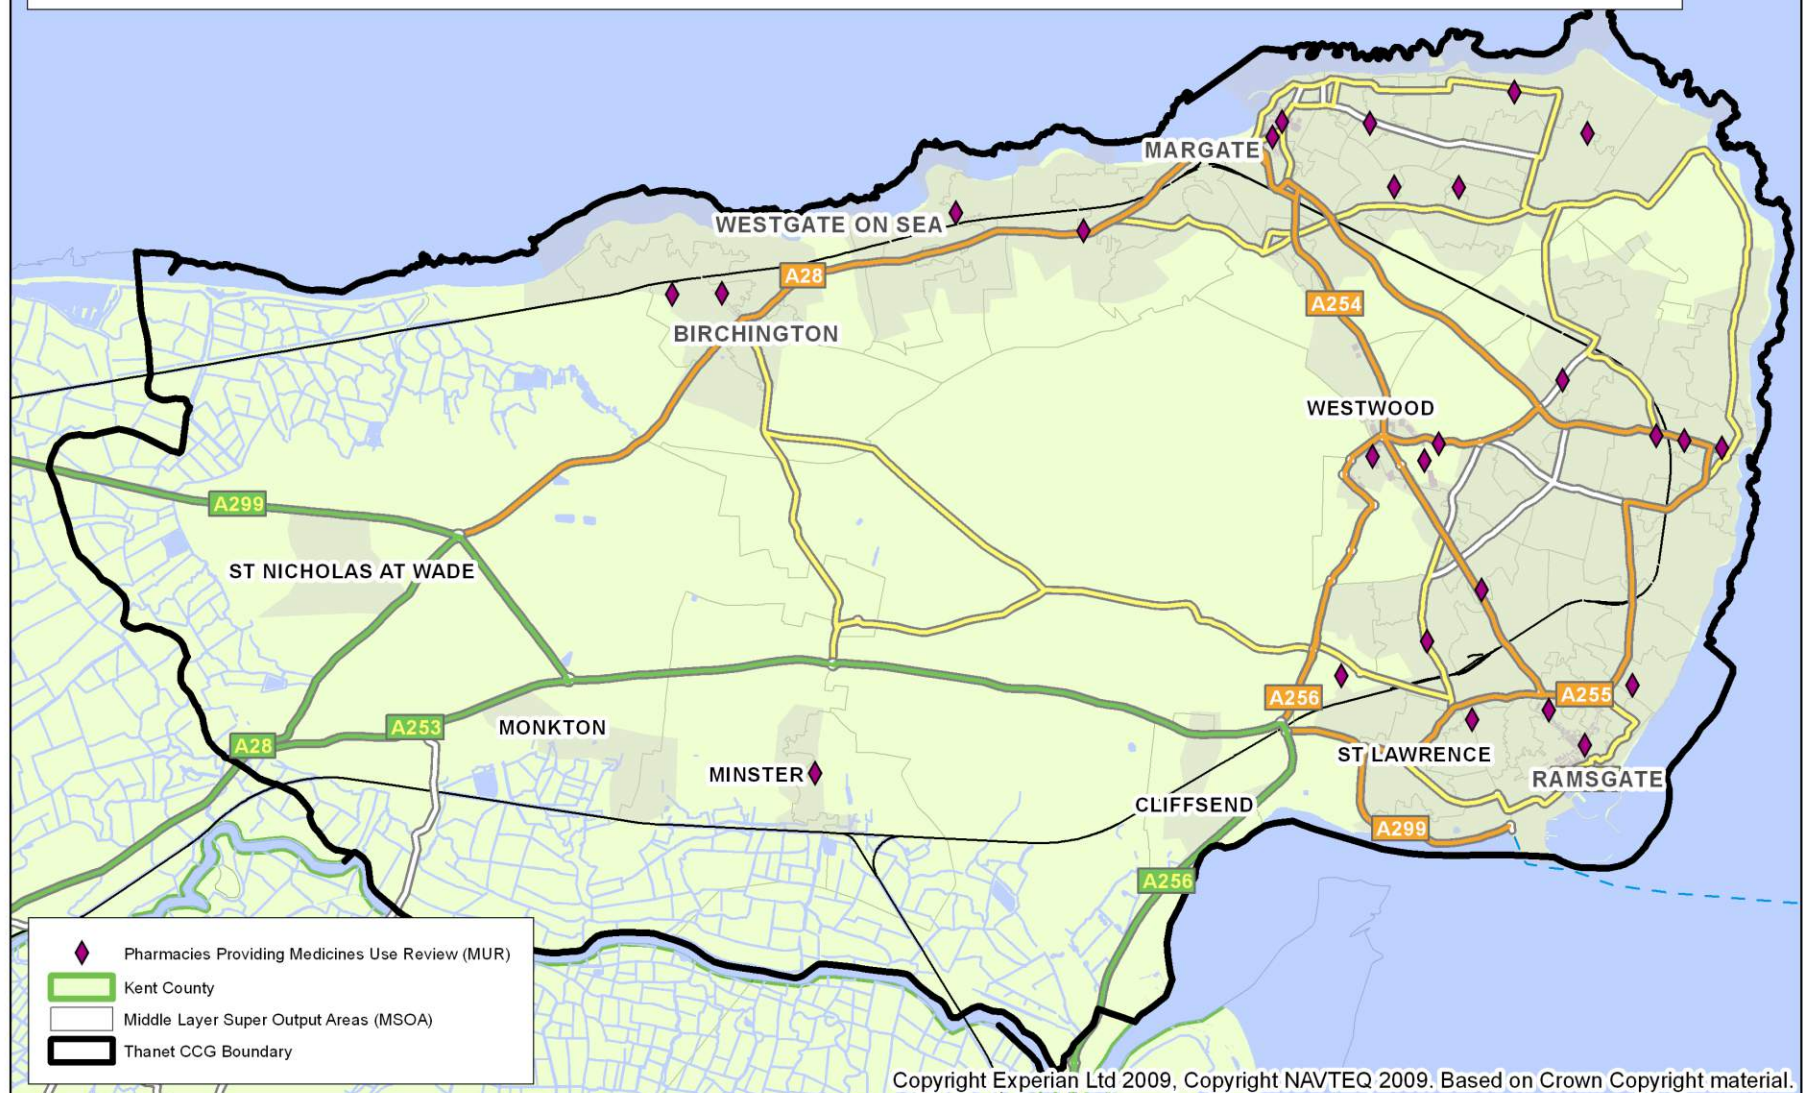 MARGATE
WESTGATE ON SEA
A28
A254
BIRCHINGTON
WESTWOOD
A299
ST NICHOLAS AT WADE
A256
A255
A253
MONKTON
A28
ST LAWRENCE
MINSTER
RAMSGATE
CLIFFSEND
A299
A256
Pharmacies Providing Medicines Use Review (MUR)
Kent County
Middle Layer Super Output Areas (MSOA)
Thanet CCG Boundary
Copyright Experian Ltd 2009, Copyright NAVTEQ 2009. Based on Crown Copyright material.